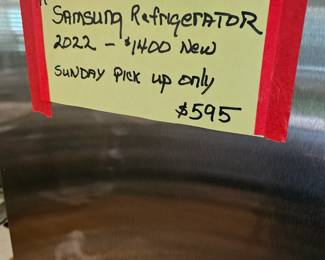 Samsung Refrigerator
2022 - $1400 New
Sunday Pick up only
$595